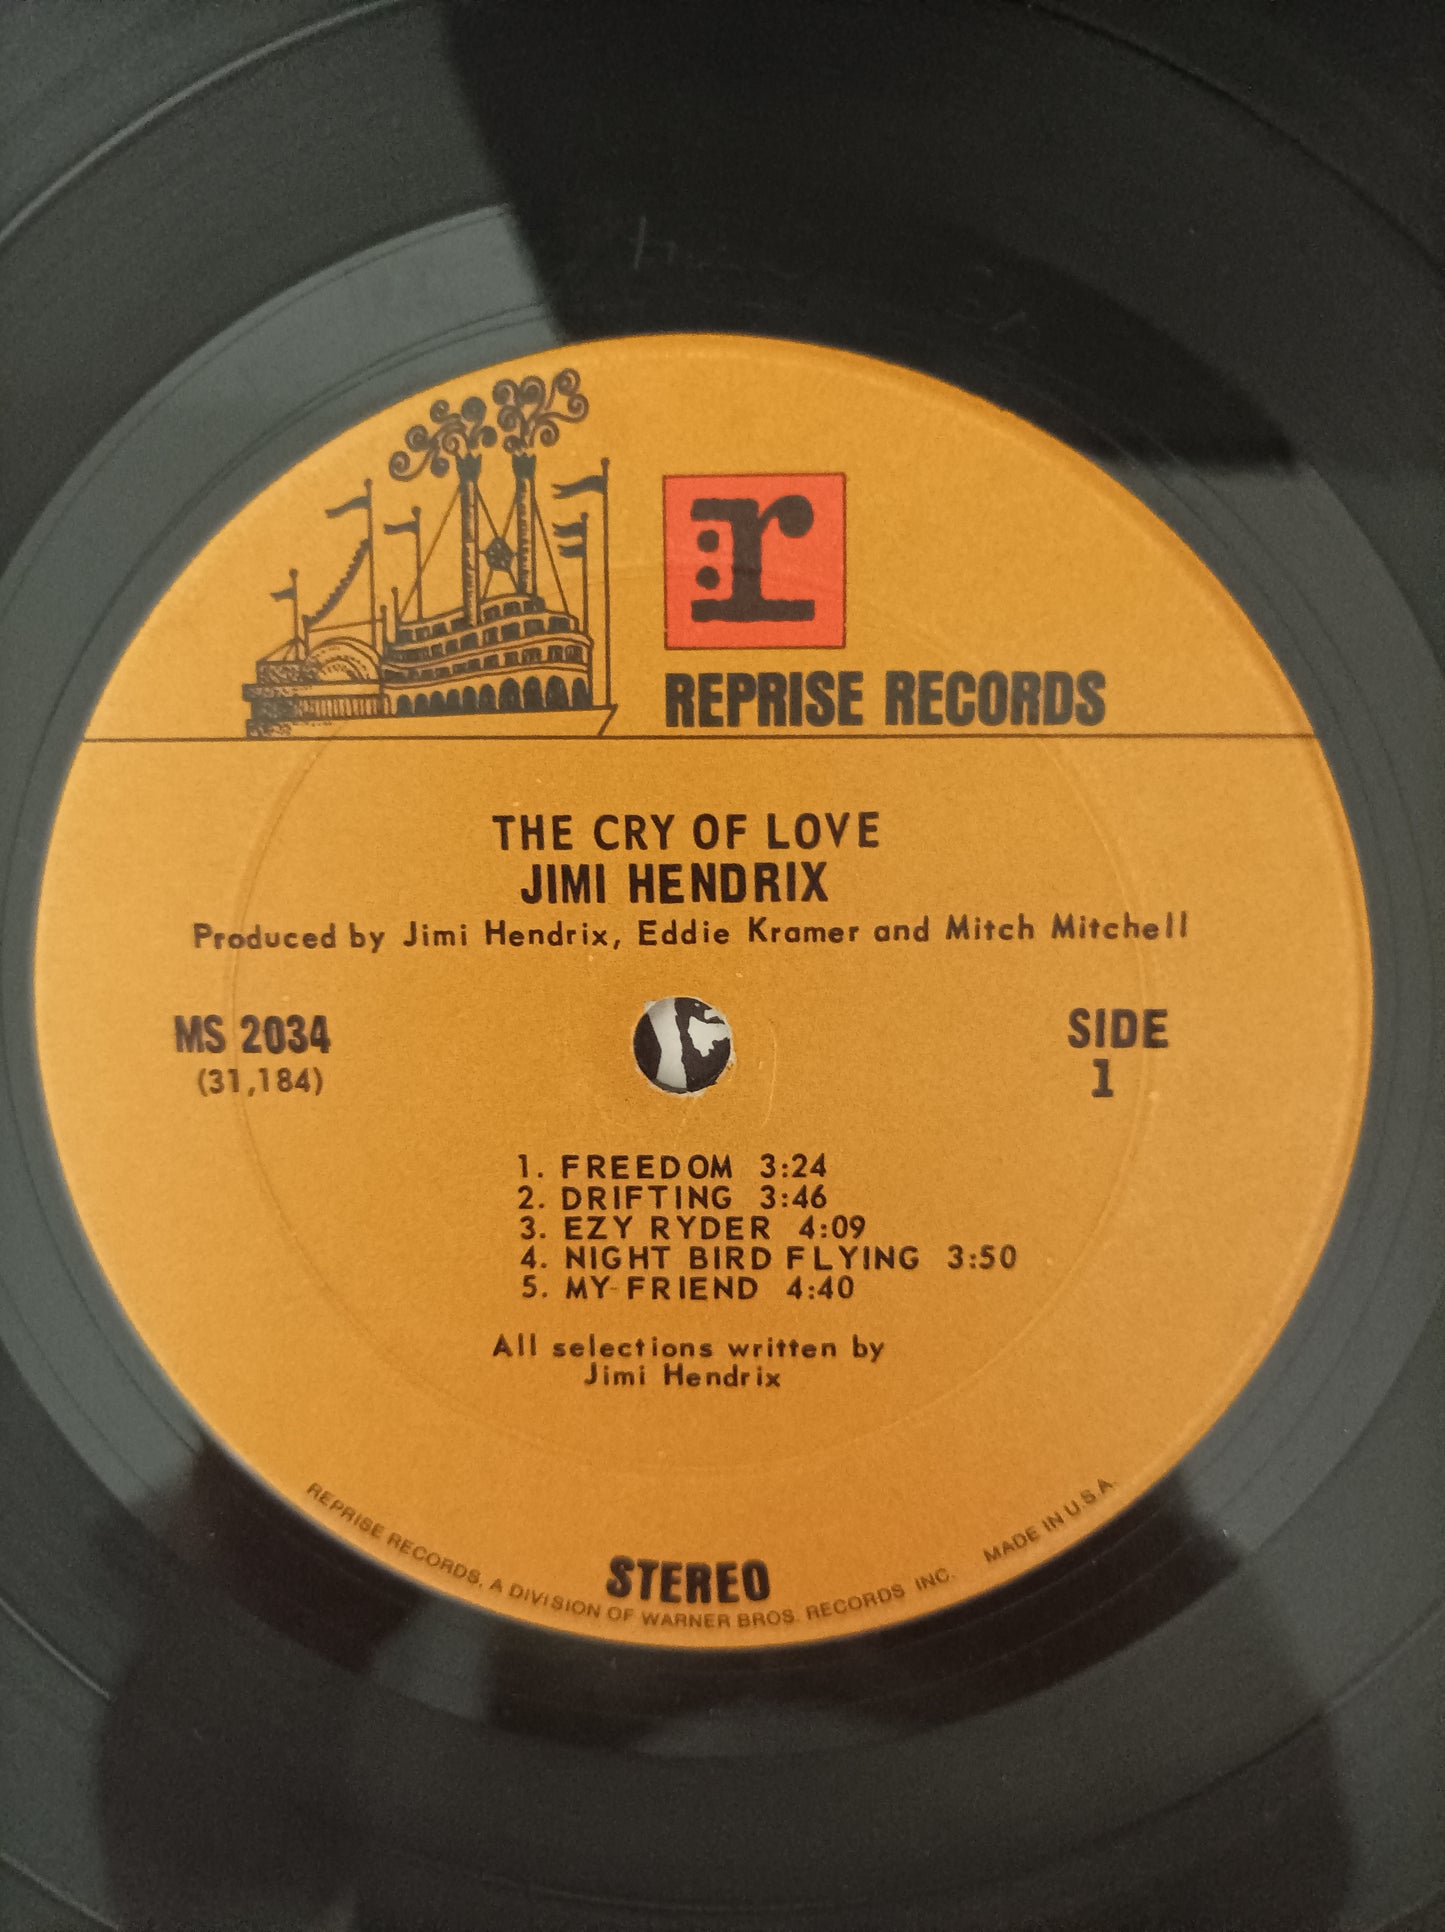 r:
REPRISE RECORDS
THE CRY OF LOVE
JIMI HENDRIX
Produced by Jimi Hendrix, Eddie Kramer and Mitch Mitchell
MS 2034
(31,184)
SIDE
1
1. FREEDOM 3:24
2. DRIFTING 3:46
3. EZY RYDER 4:09
4. NIGHT BIRD FLYING 3:50
5. MY FRIEND 4:40
All selections written by
Jimi Hendrix
STEREO
REPRISE RECORDS, A DIVISION OF WARNER BROS. RECORDS INC. MADE IN U.S.A.